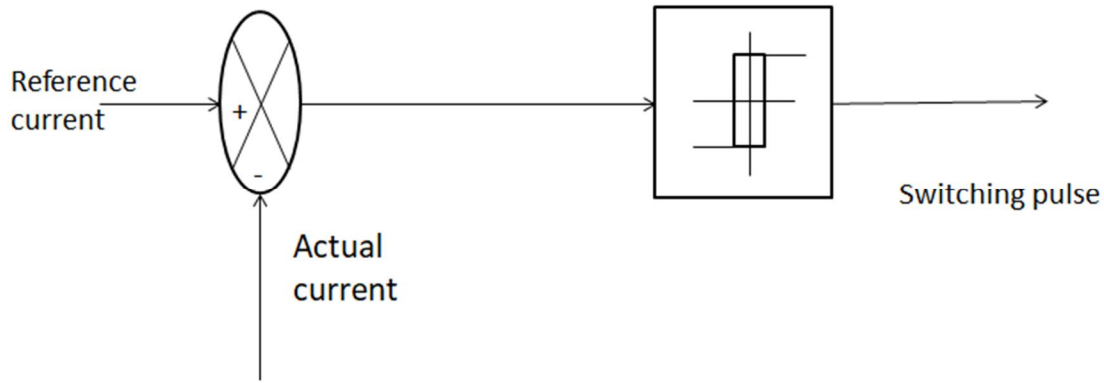 Reference
current
+
-
Actual
current
Switching pulse